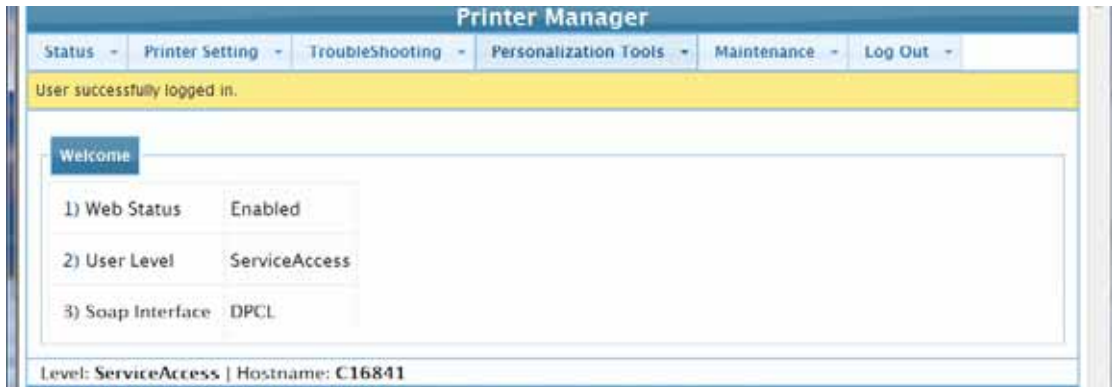 Printer Manager
Status Printer Setting TroubleShooting Personalization Tools Maintenance Log Out
User successfully logged in.
Welcome
1) Web Status Enabled
2) User Level ServiceAccess
3) Soap Interface DPCL
Level: ServiceAccess | Hostname: C16841